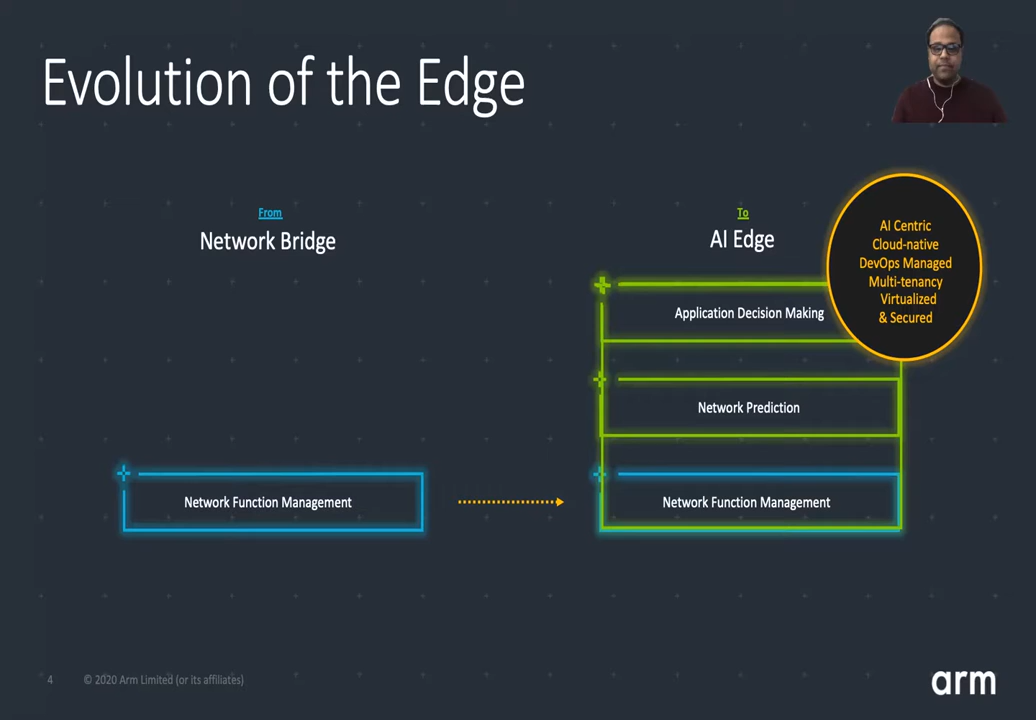 Evolution of the Edge
From
Network Bridge
To
AI Edge
AI Centric
Cloud-native
DevOps Managed
Multi-tenancy
Virtualized
& Secured
Application Decision Making
Network Prediction
Network Function Management
Network Function Management
4
© 2020 Arm Limited (or its affiliates)
arm